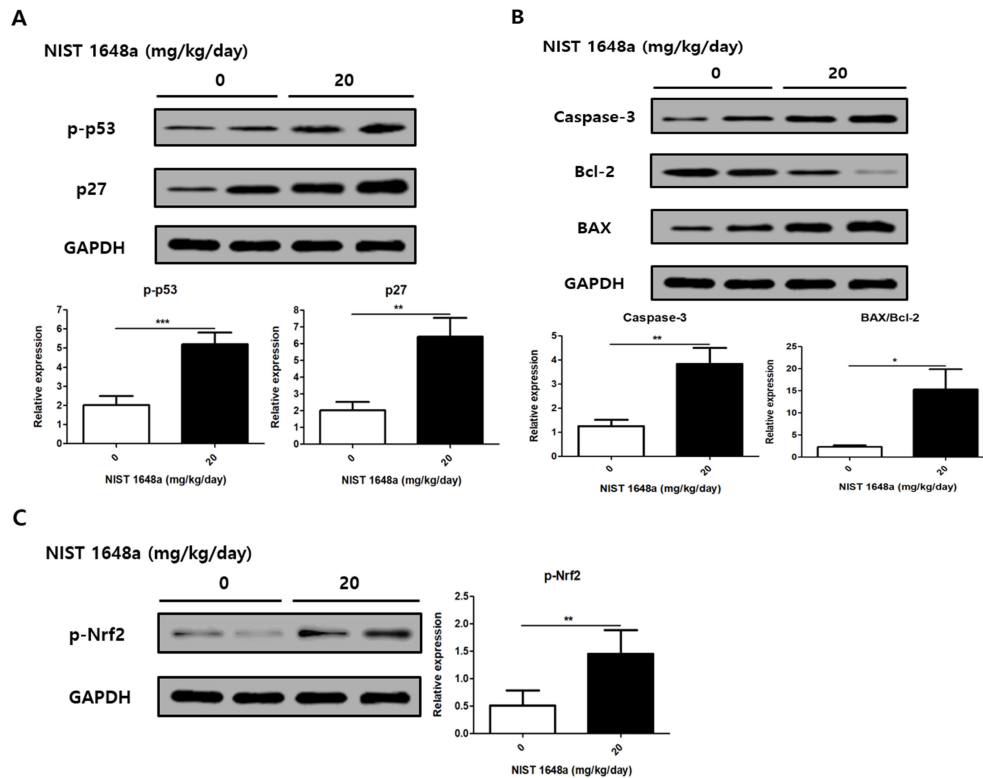 A
NIST 1648a (mg/kg/day)
0 20
p-p53
p27
GAPDH
p-p53
Relative expression
7
6
5
4
3
2
1
0
***
0 20
NIST 1648a (mg/kg/day)
p27
Relative expression
8
7
6
5
4
3
2
1
0
**
0 20
NIST 1648a (mg/kg/day)
B
NIST 1648a (mg/kg/day)
0 20
Caspase-3
Bcl-2
BAX
GAPDH
Caspase-3
Relative expression
5
4
3
2
1
0
**
0 20
NIST 1648a (mg/kg/day)
BAX/Bcl-2
Relative expression
25
20
15
10
5
0
*
0 20
NIST 1648a (mg/kg/day)
C
NIST 1648a (mg/kg/day)
0 20
p-Nrf2
GAPDH
p-Nrf2
Relative expression
2.5
2.0
1.5
1.0
0.5
0.0
**
0 20
NIST 1648a (mg/kg/day)